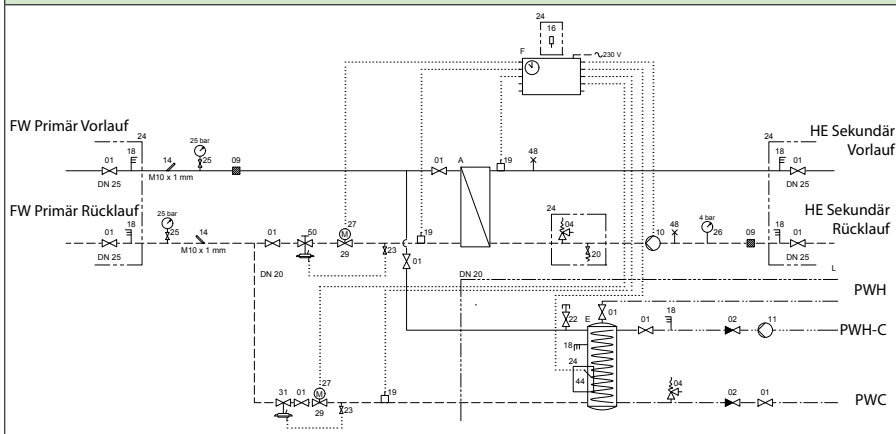 24
16
F
230 V
FW Primär Vorlauf
HE Sekundär
Vorlauf
24
25 bar
24
01
18
14
25
09
01
A
19
48
18
01
DN 25
M10 x 1 mm
DN 25
FW Primär Rücklauf
25 bar
24
HE Sekundär
Rücklauf
27
4 bar
01
18
25
14
01
50
M
19
04
10
48
26
09
18
01
29
23
20
M10 x 1 mm
DN 25
DN 20
01
DN 20
DN 25
L
PWH
22
E
01
01
18
02
11
PWH-C
18
24
44
27
31
01
M
19
04
02
01
PWC
29
23